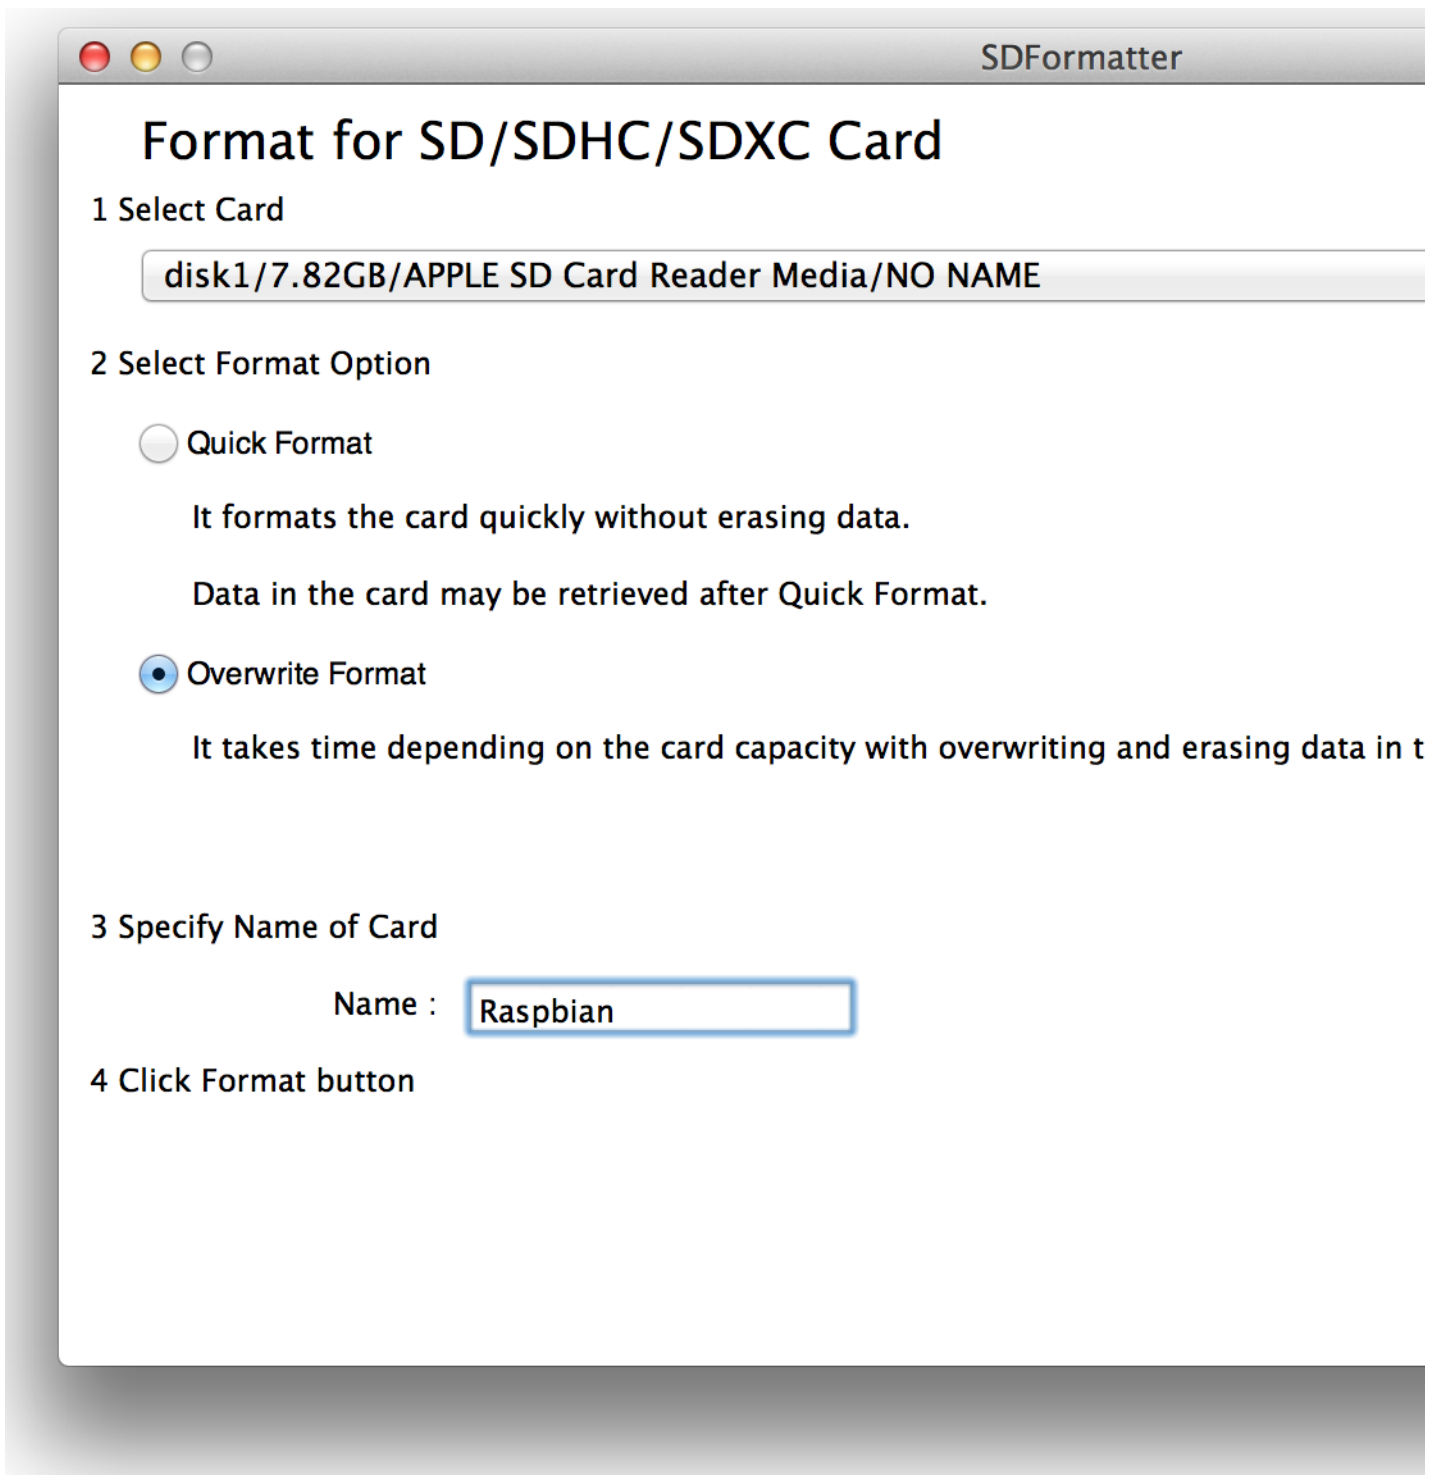 SDFormatter
Format for SD/SDHC/SDXC Card
1 Select Card
disk1/7.82GB/APPLE SD Card Reader Media/NO NAME
2 Select Format Option
Quick Format
It formats the card quickly without erasing data.
Data in the card may be retrieved after Quick Format.
Overwrite Format
It takes time depending on the card capacity with overwriting and erasing data in t
3 Specify Name of Card
Name :
Raspbian
4 Click Format button